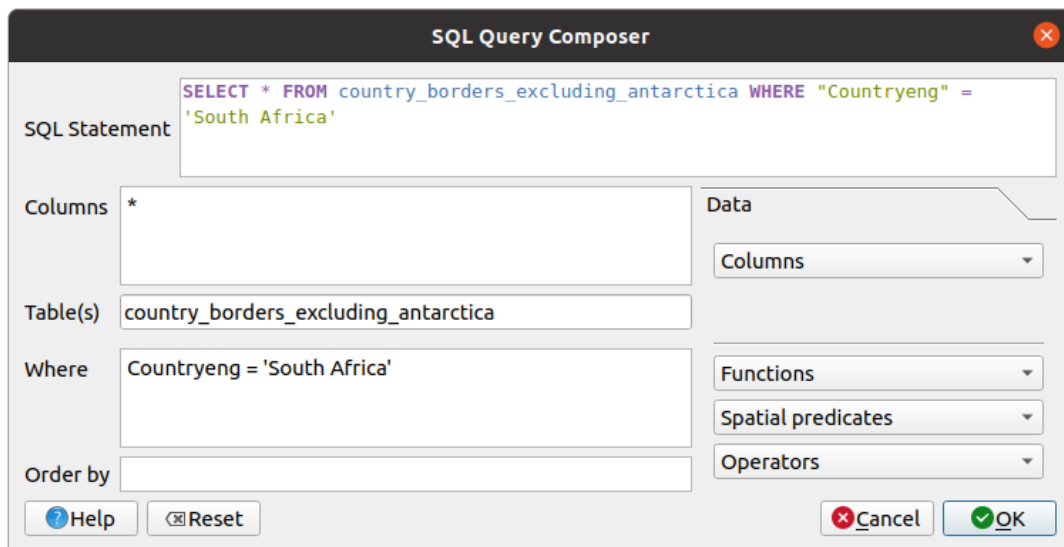 SQL Query Composer
SQL Statement
SELECT * FROM country_borders_excluding_antarctica WHERE "Countryeng" =
'South Africa'
Columns
*
Data
Columns
Table(s)
country_borders_excluding_antarctica
Where
Countryeng = 'South Africa'
Functions
Spatial predicates
Operators
Order by
Help
Reset
Cancel
OK